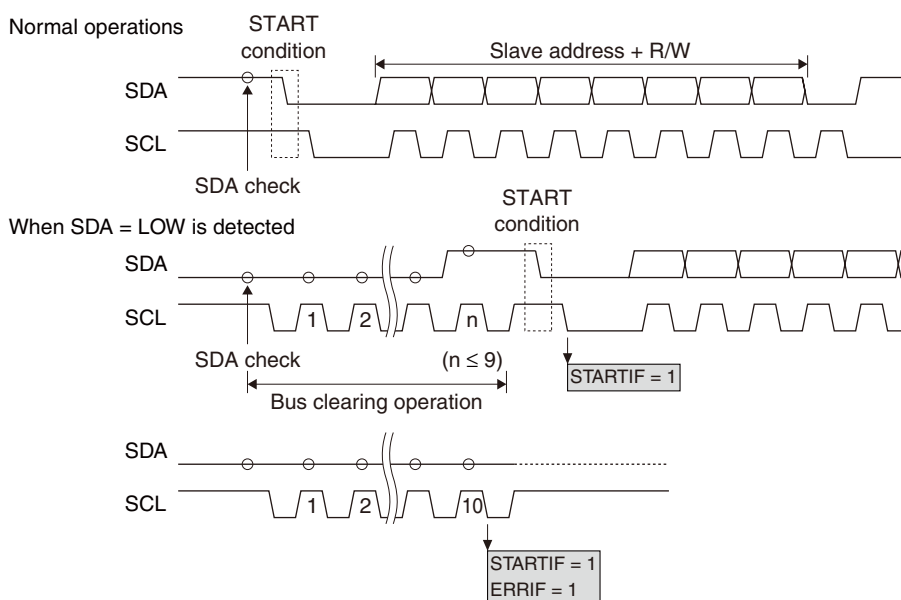 Normal operations
START
condition
Slave address + R/W
SDA
SCL
SDA check
START
condition
When SDA = LOW is detected
SDA
SCL
1 2 n
SDA check
(n ≤ 9)
STARTIF = 1
Bus clearing operation
SDA
SCL
1 2 10
STARTIF = 1
ERRIF = 1